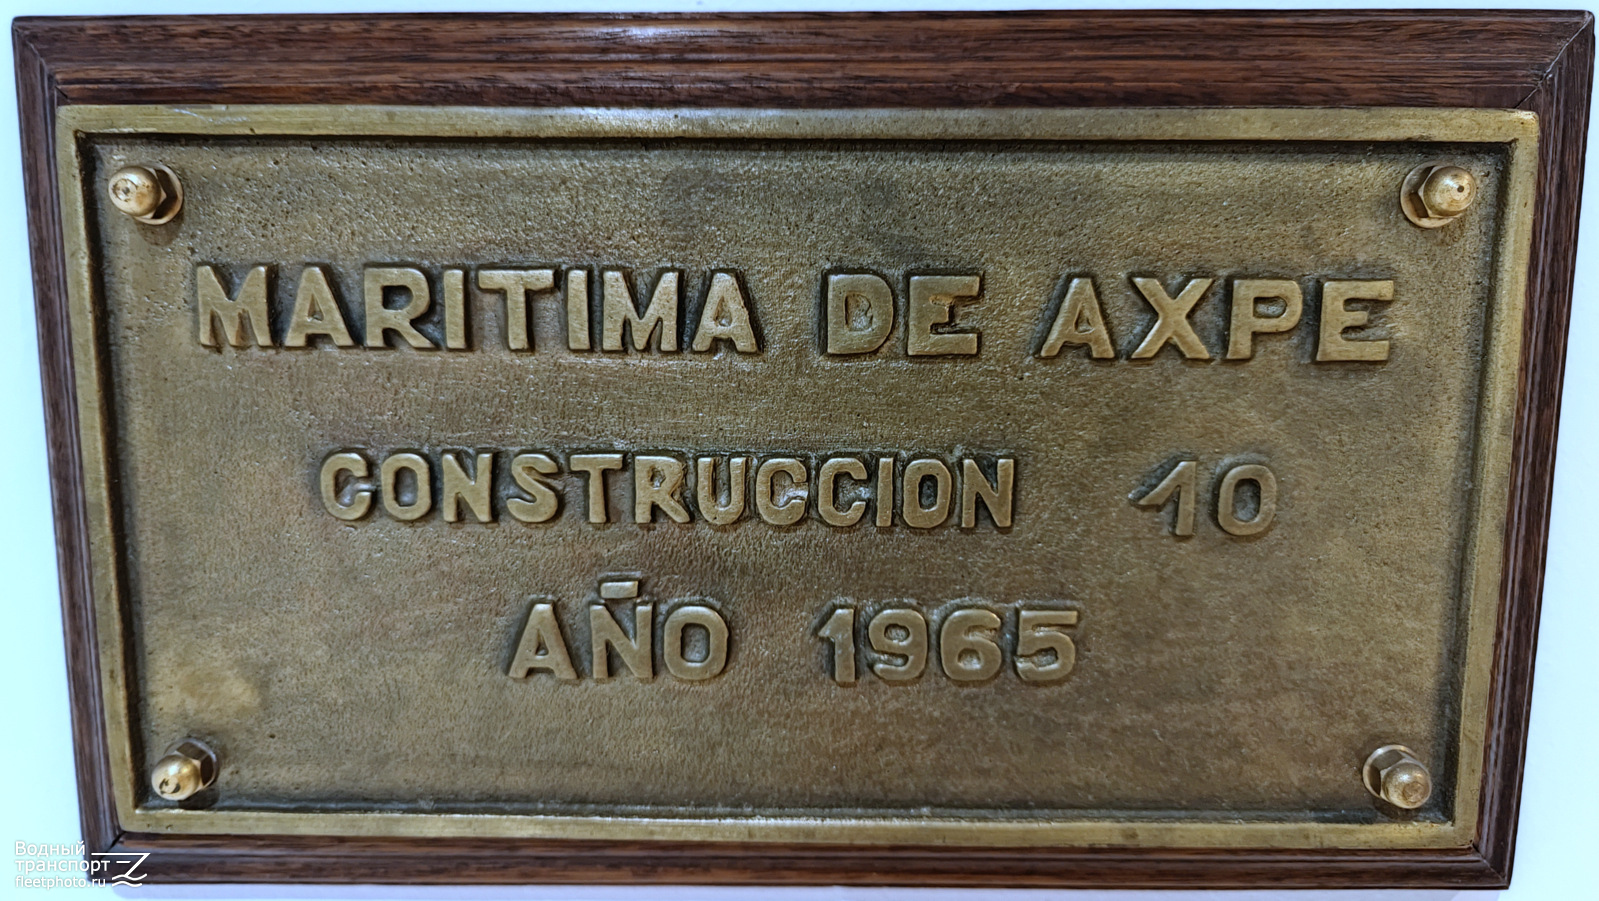 MARITIMA DE AXPE
CONSTRUCCION 10
AÑO 1965
Водный
транспорт
fleetphoto.ru